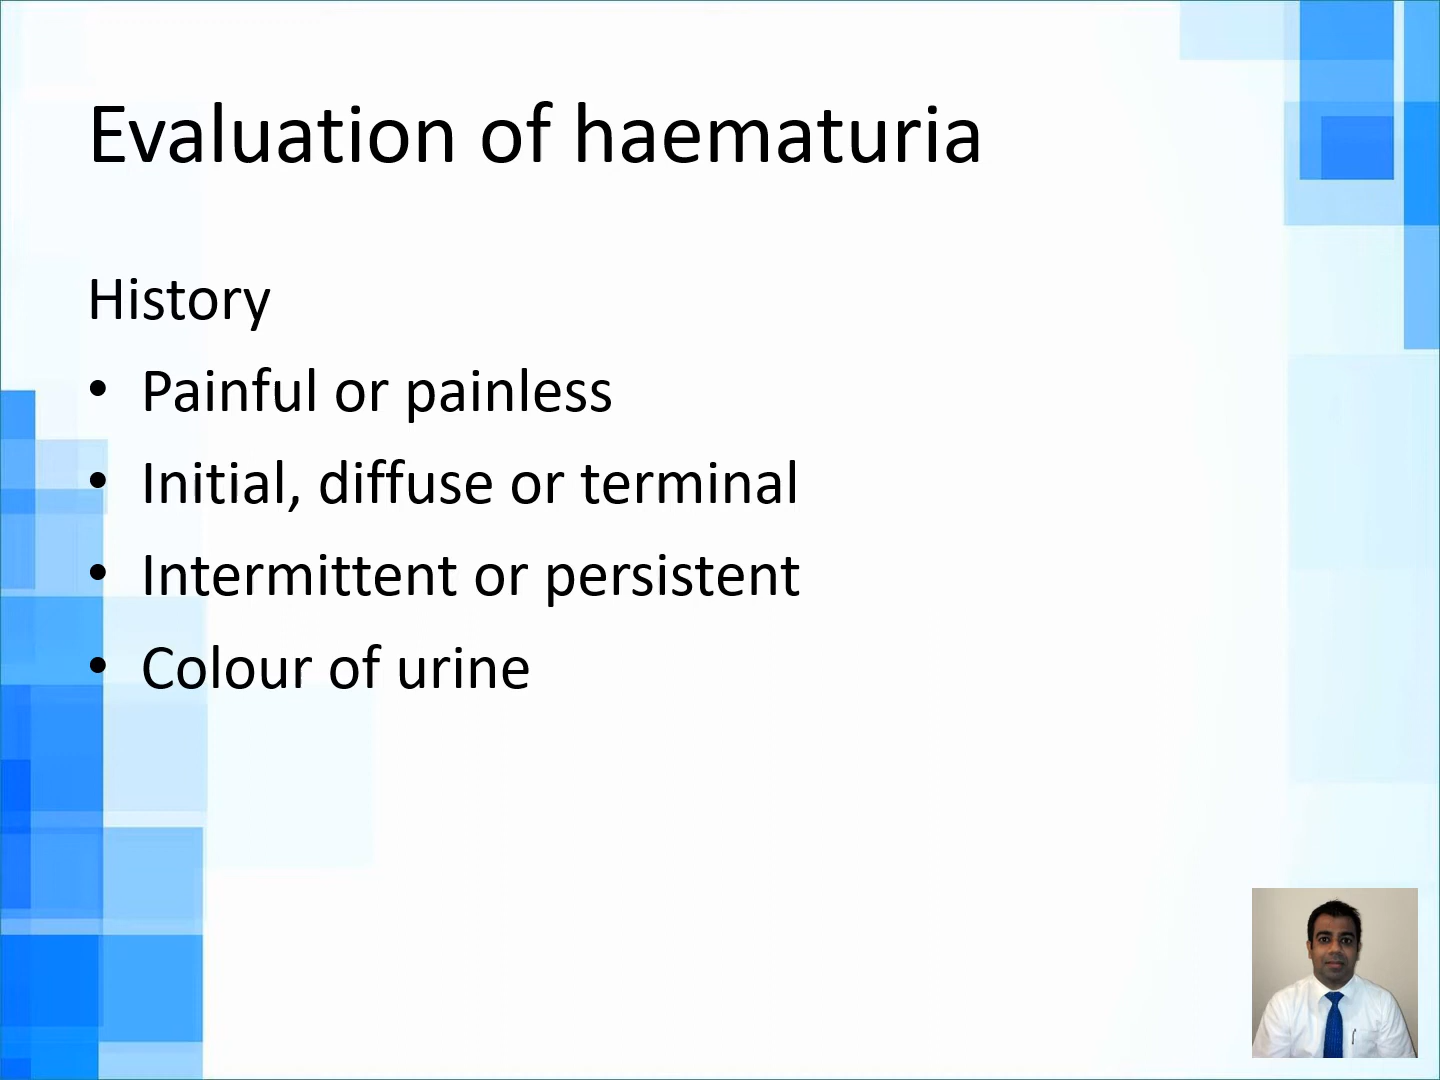 Evaluation of haematuria
History
• Painful or painless
• Initial, diffuse or terminal
• Intermittent or persistent
• Colour of urine